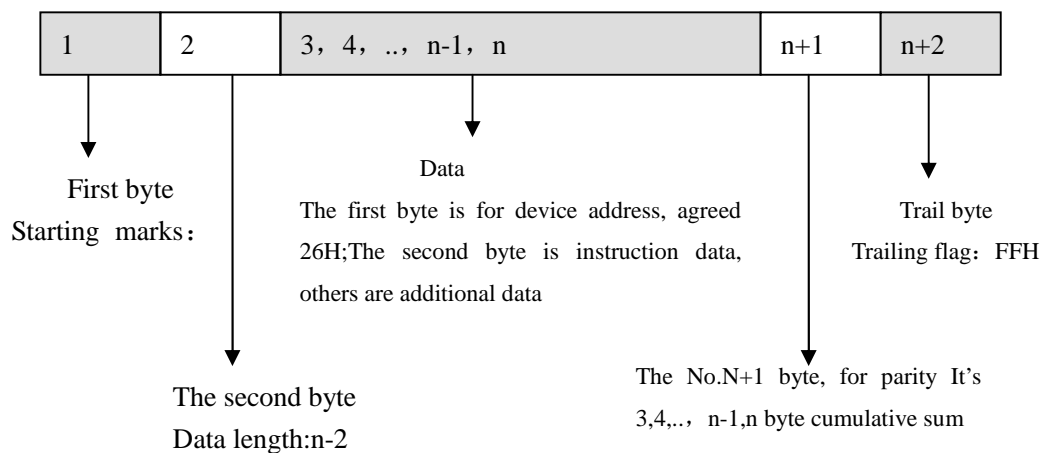 1
2
3，4，..，n-1，n
n+1
n+2
First byte
Starting marks：
Data
The first byte is for device address, agreed
26H;The second byte is instruction data,
others are additional data
Trail byte
Trailing flag：FFH
The second byte
Data length:n-2
The No.N+1 byte, for parity It's
3,4,..，n-1,n byte cumulative sum